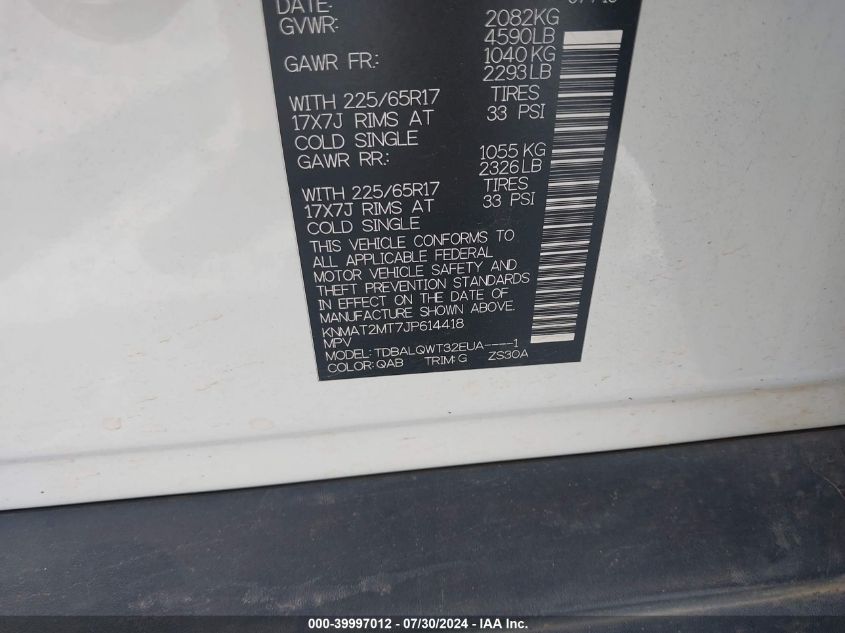 DATE:
GVWR: 2082KG
4590LB
GAWR FR.: 1040 KG
2293LB
WITH 225/65R17 TIRES
17X7J RIMS AT 33 PSI
COLD SINGLE
GAWR RR.: 1055 KG
2326LB
WITH 225/65R17 TIRES
17X7J RIMS AT 33 PSI
COLD SINGLE
THIS VEHICLE CONFORMS TO
ALL APPLICABLE FEDERAL
MOTOR VEHICLE SAFETY AND
THEFT PREVENTION STANDARDS
IN EFFECT ON THE DATE OF
MANUFACTURE SHOWN ABOVE.
KNMAT2MT7JP614418
MPV
MODEL:TDBALQWT32EUA----1
COLOR:QAB TRIM:G ZS30A
000-39997012 - 07/30/2024 - IAA Inc.